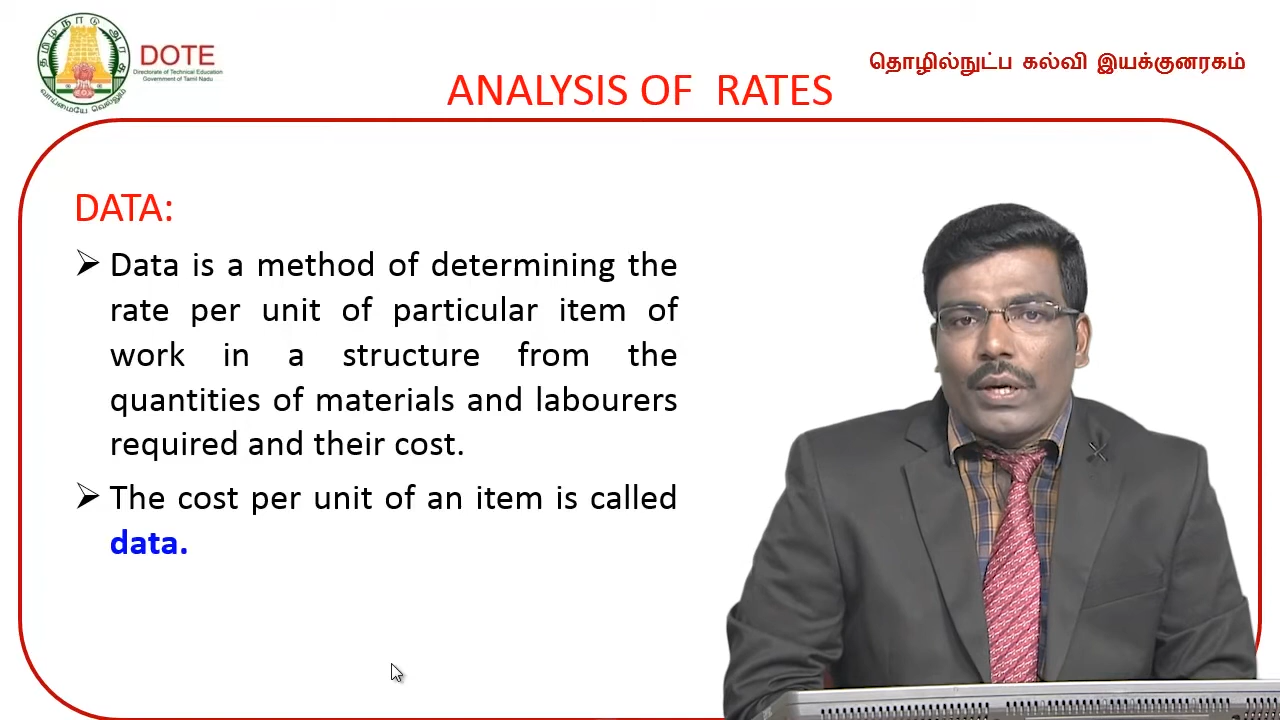 தமிழ்நாடு அரசு
வாய்மையே வெல்லும்
DOTE
Directorate of Technical Education
Government of Tamil Nadu
தொழில்நுட்ப கல்வி இயக்குனரகம்
ANALYSIS OF RATES
DATA:
Data is a method of determining the
rate per unit of particular item of
work in a structure from the
quantities of materials and labourers
required and their cost.
The cost per unit of an item is called
data.